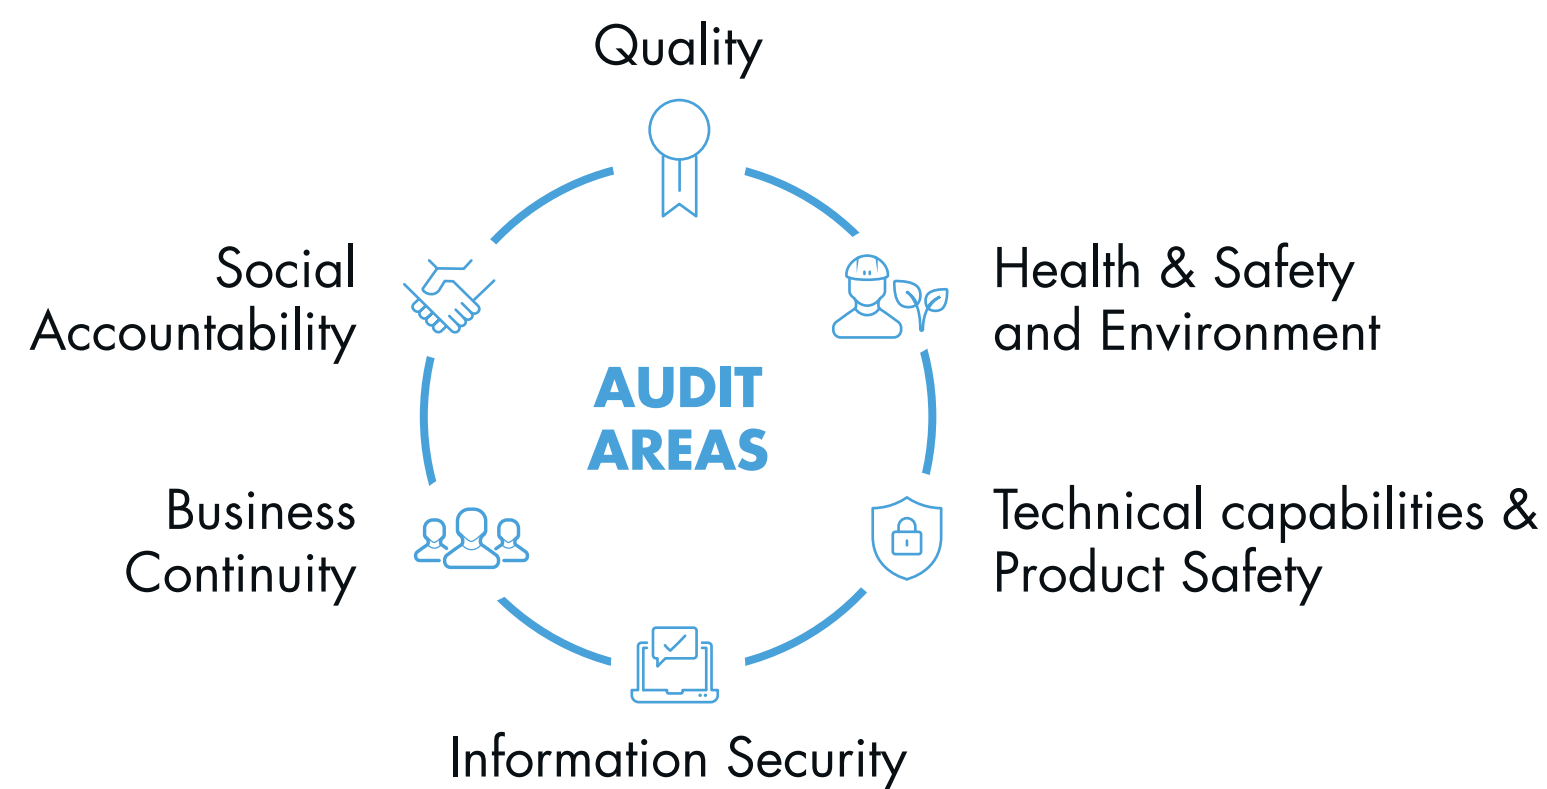 Quality
Social
Accountability
Health & Safety
and Environment
AUDIT
AREAS
Business
Continuity
Technical capabilities &
Product Safety
Information Security